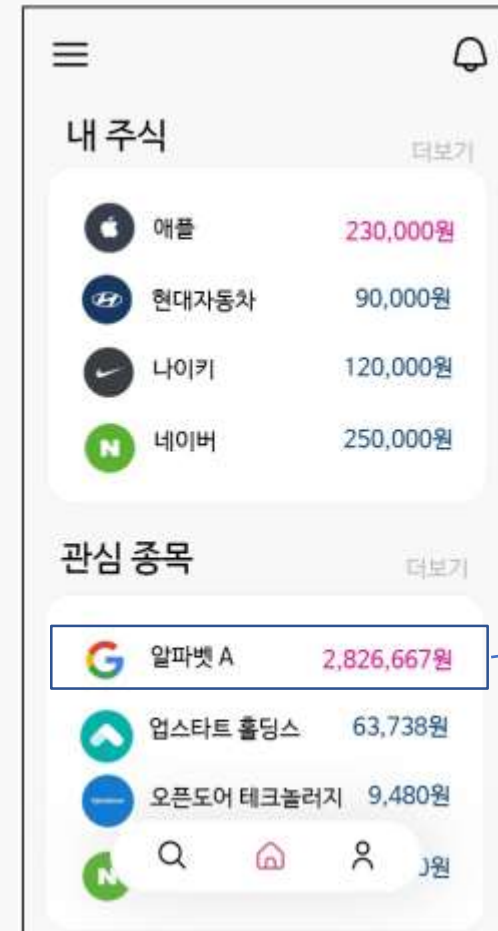 내 주식
더보기
애플 230,000원
현대자동차 90,000원
나이키 120,000원
네이버 250,000원
관심 종목
더보기
알파벳 A 2,826,667원
업스타트 홀딩스 63,738원
오픈도어 테크놀러지 9,480원
0원